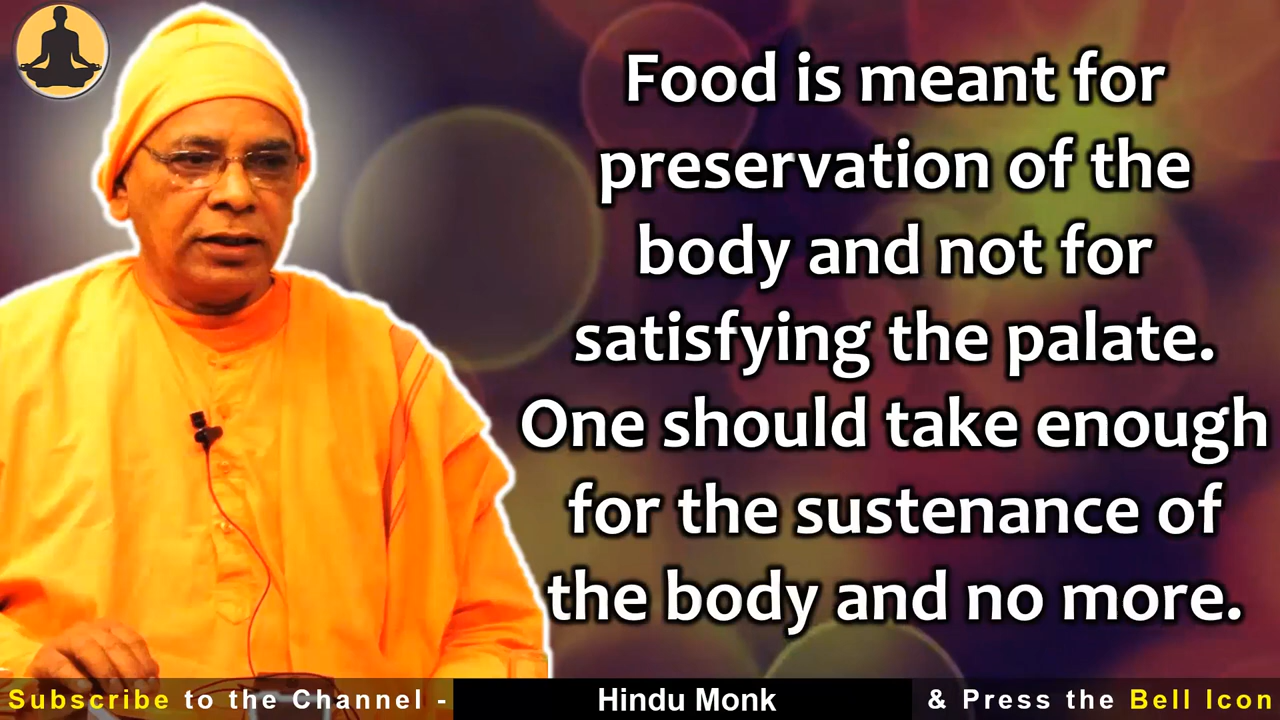 Food is meant for
preservation of the
body and not for
satisfying the palate.
One should take enough
for the sustenance of
the body and no more.
Subscribe to the Channel - Hindu Monk & Press the Bell Icon